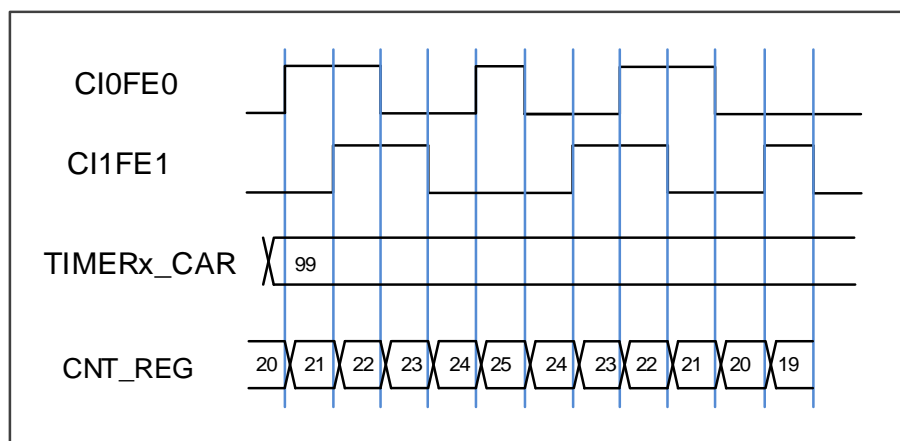 CI0FE0
CI1FE1
TIMERx_CAR 99
CNT_REG 20 21 22 23 24 25 24 23 22 21 20 19